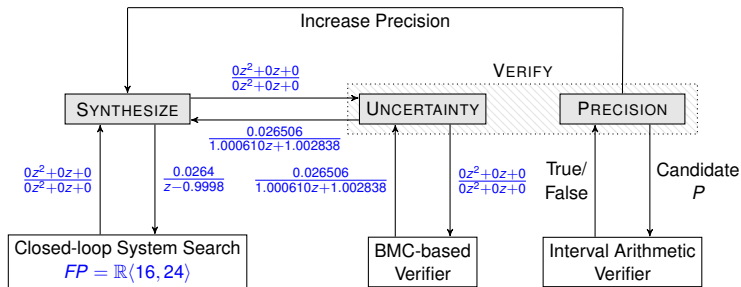 Increase Precision
VERIFY
0z² + 0z + 0 / 0z² + 0z + 0
SYNTHESIZE
UNCERTAINTY
PRECISION
0.026506 / 1.000610z + 1.002838
0z² + 0z + 0 / 0z² + 0z + 0
0.0264 / z−0.9998
0.026506 / 1.000610z + 1.002838
0z² + 0z + 0 / 0z² + 0z + 0
True/
False
Candidate
P
Closed-loop System Search
FP = ℝ⟨16, 24⟩
BMC-based
Verifier
Interval Arithmetic
Verifier